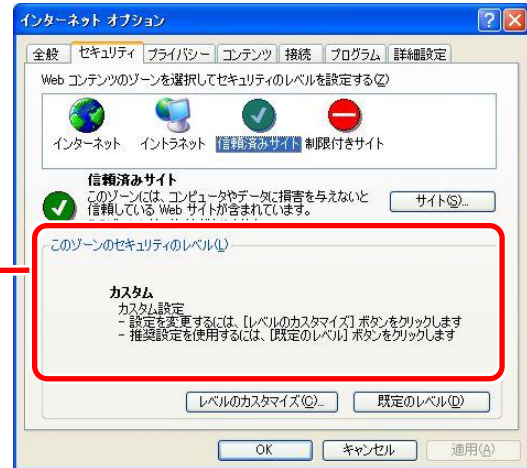 インターネット オプション
全般 セキュリティ プライバシー コンテンツ 接続 プログラム 詳細設定
Web コンテンツのゾーンを選択してセキュリティのレベルを設定する(Z)
インターネット イントラネット 信頼済みサイト 制限付きサイト
信頼済みサイト
このゾーンには、コンピュータやデータに損害を与えないと
信頼している Web サイトが含まれています。
サイト(S)...
このゾーンのセキュリティのレベル(L)
カスタム
カスタム設定
- 設定を変更するには、[レベルのカスタマイズ] ボタンをクリックします
- 推奨設定を使用するには、[既定のレベル] ボタンをクリックします
レベルのカスタマイズ(C)... 既定のレベル(D)
OK キャンセル 適用(A)